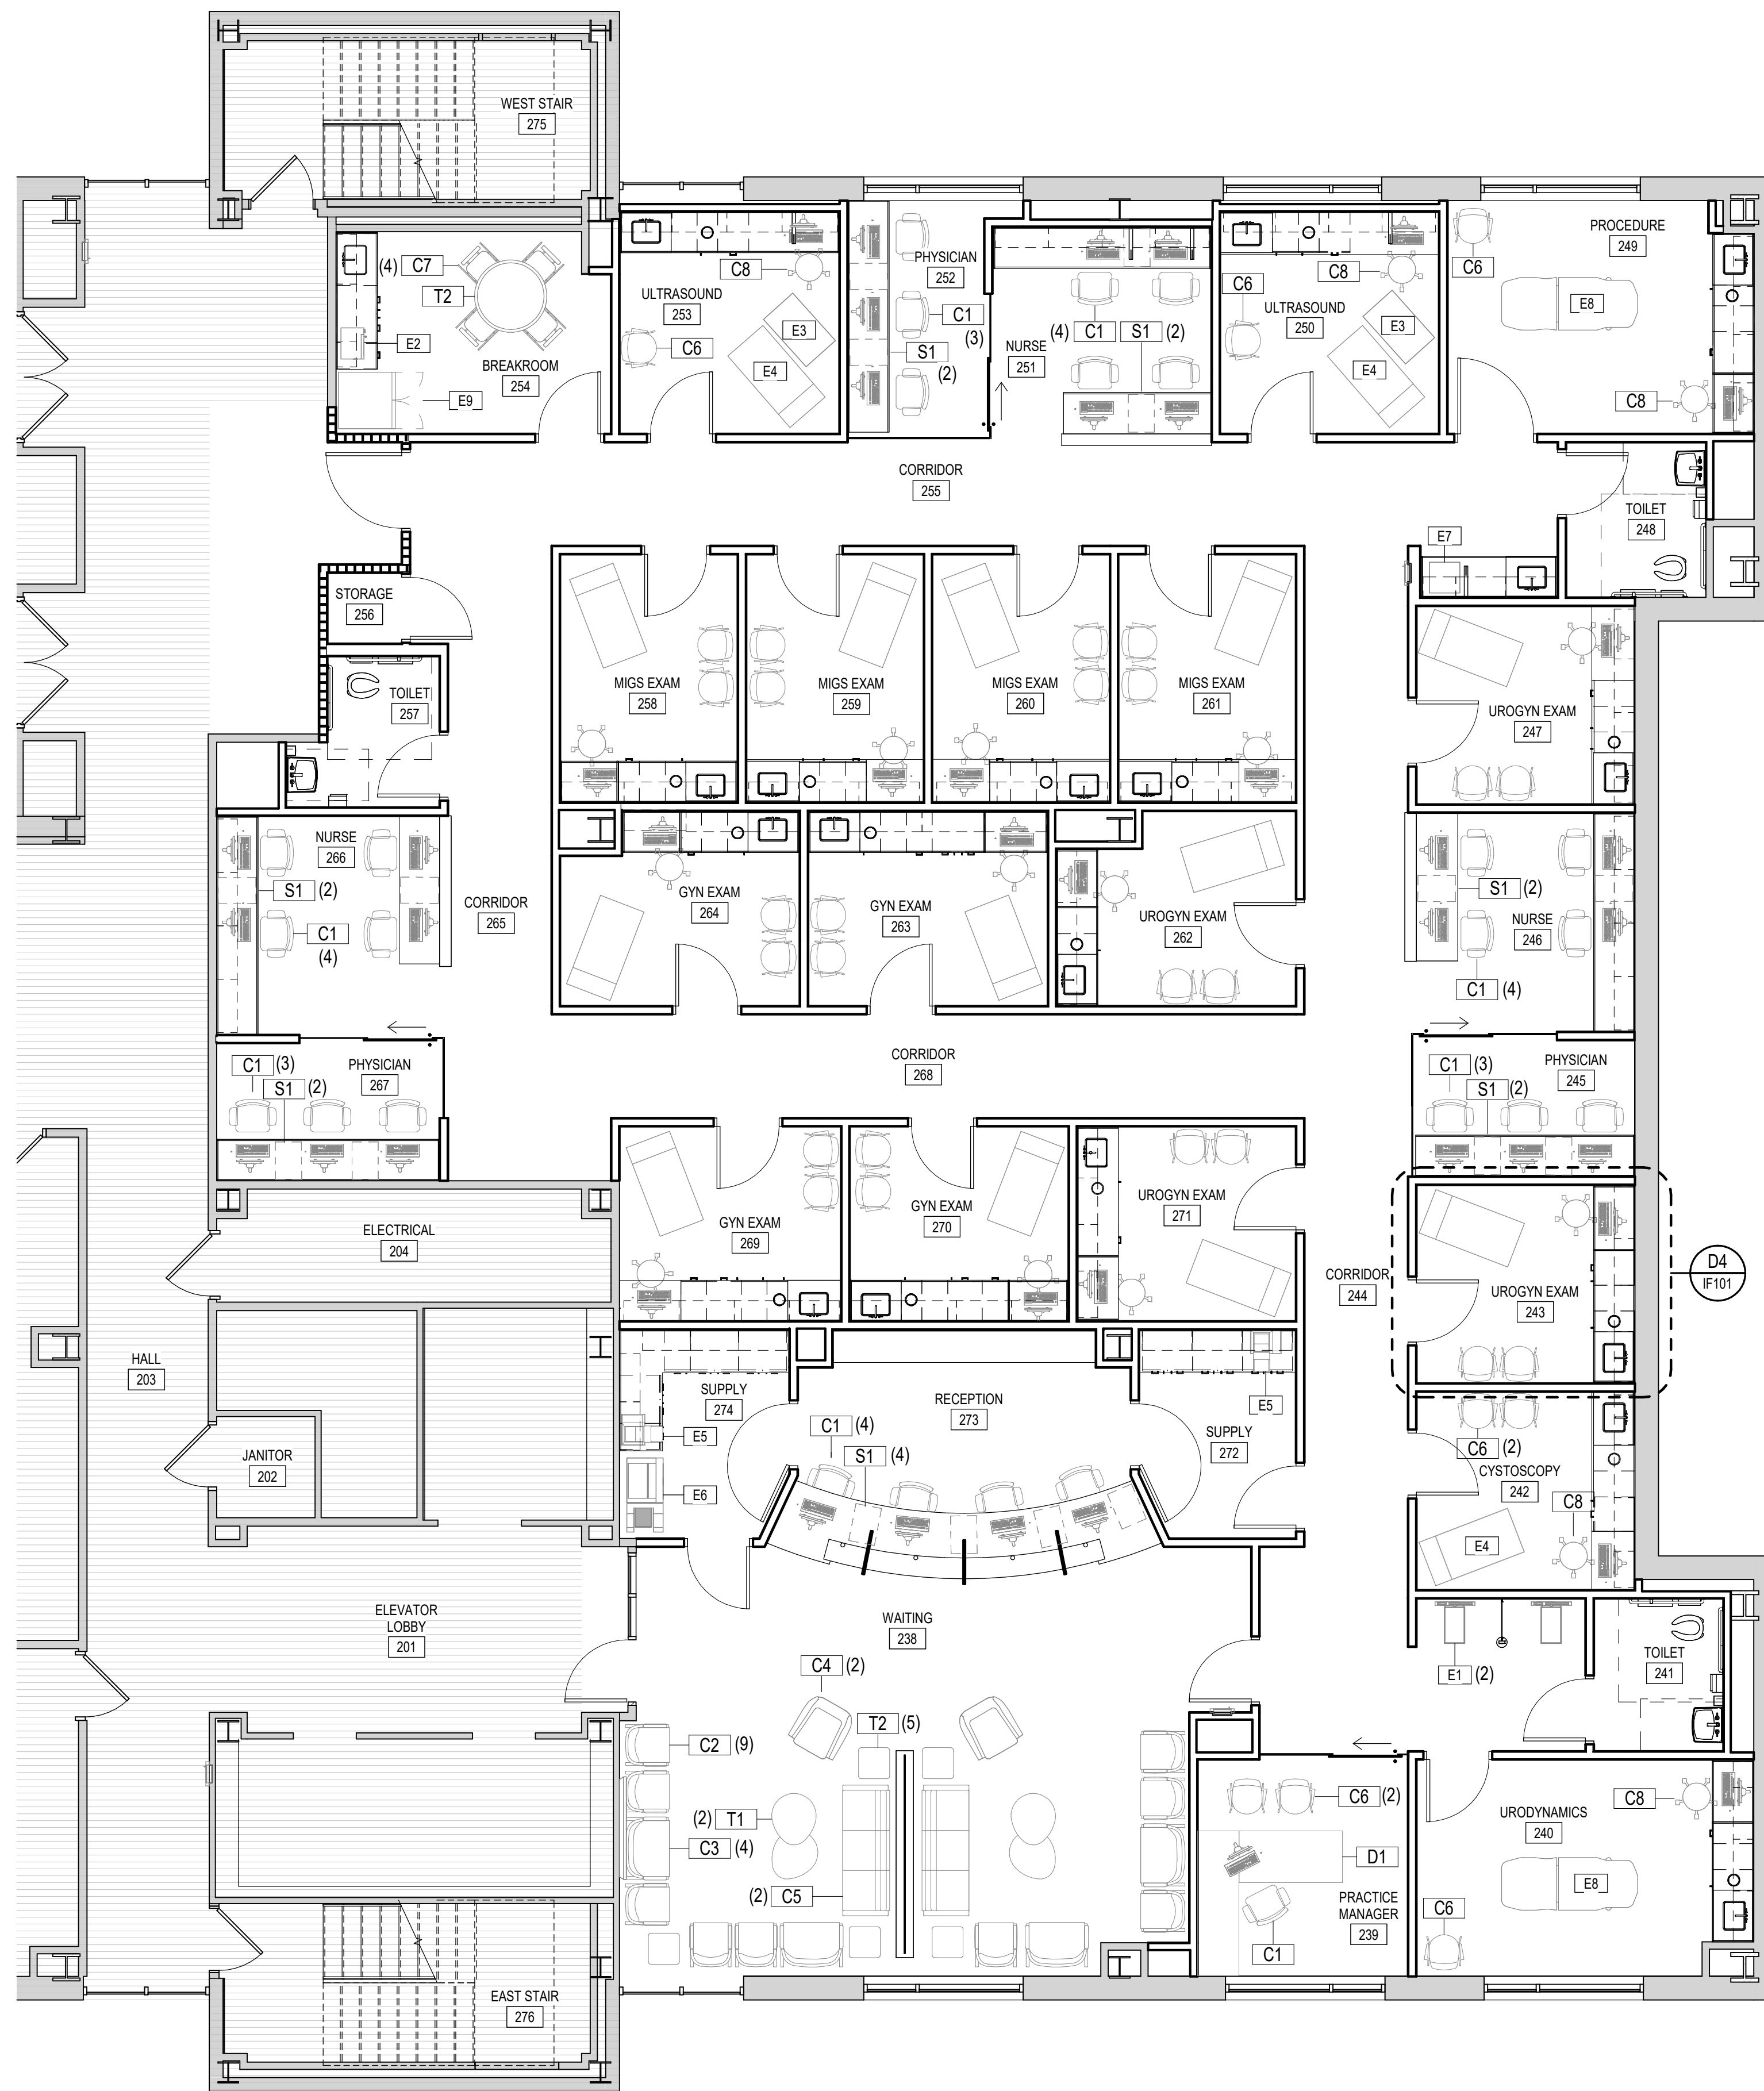 WEST STAIR
275
PROCEDURE
249
C6
E8
C8
(4) C7
T2
E2
BREAKROOM
254
E9
C8
ULTRASOUND
253
E3
C6
E4
PHYSICIAN
252
C1
(3)
S1
(2)
(4) C1
S1 (2)
NURSE
251
C8
C6
ULTRASOUND
250
E3
E4
CORRIDOR
255
TOILET
248
E7
STORAGE
256
TOILET
257
MIGS EXAM
258
MIGS EXAM
259
MIGS EXAM
260
MIGS EXAM
261
UROGYN EXAM
247
NURSE
266
S1 (2)
C1
(4)
CORRIDOR
265
GYN EXAM
264
GYN EXAM
263
UROGYN EXAM
262
S1 (2)
NURSE
246
C1 (4)
C1 (3)
S1 (2)
PHYSICIAN
267
CORRIDOR
268
C1 (3)
S1 (2)
PHYSICIAN
245
ELECTRICAL
204
GYN EXAM
269
GYN EXAM
270
UROGYN EXAM
271
CORRIDOR
244
UROGYN EXAM
243
D4
IF101
HALL
203
SUPPLY
274
E5
E6
RECEPTION
273
C1 (4)
S1 (4)
E5
SUPPLY
272
C6 (2)
CYSTOSCOPY
242
C8
E4
JANITOR
202
ELEVATOR
LOBBY
201
WAITING
238
E1 (2)
TOILET
241
C4 (2)
C2 (9)
T2 (5)
(2) T1
C3 (4)
(2) C5
C6 (2)
D1
PRACTICE
MANAGER
239
C1
C8
URODYNAMICS
240
E8
C6
EAST STAIR
276